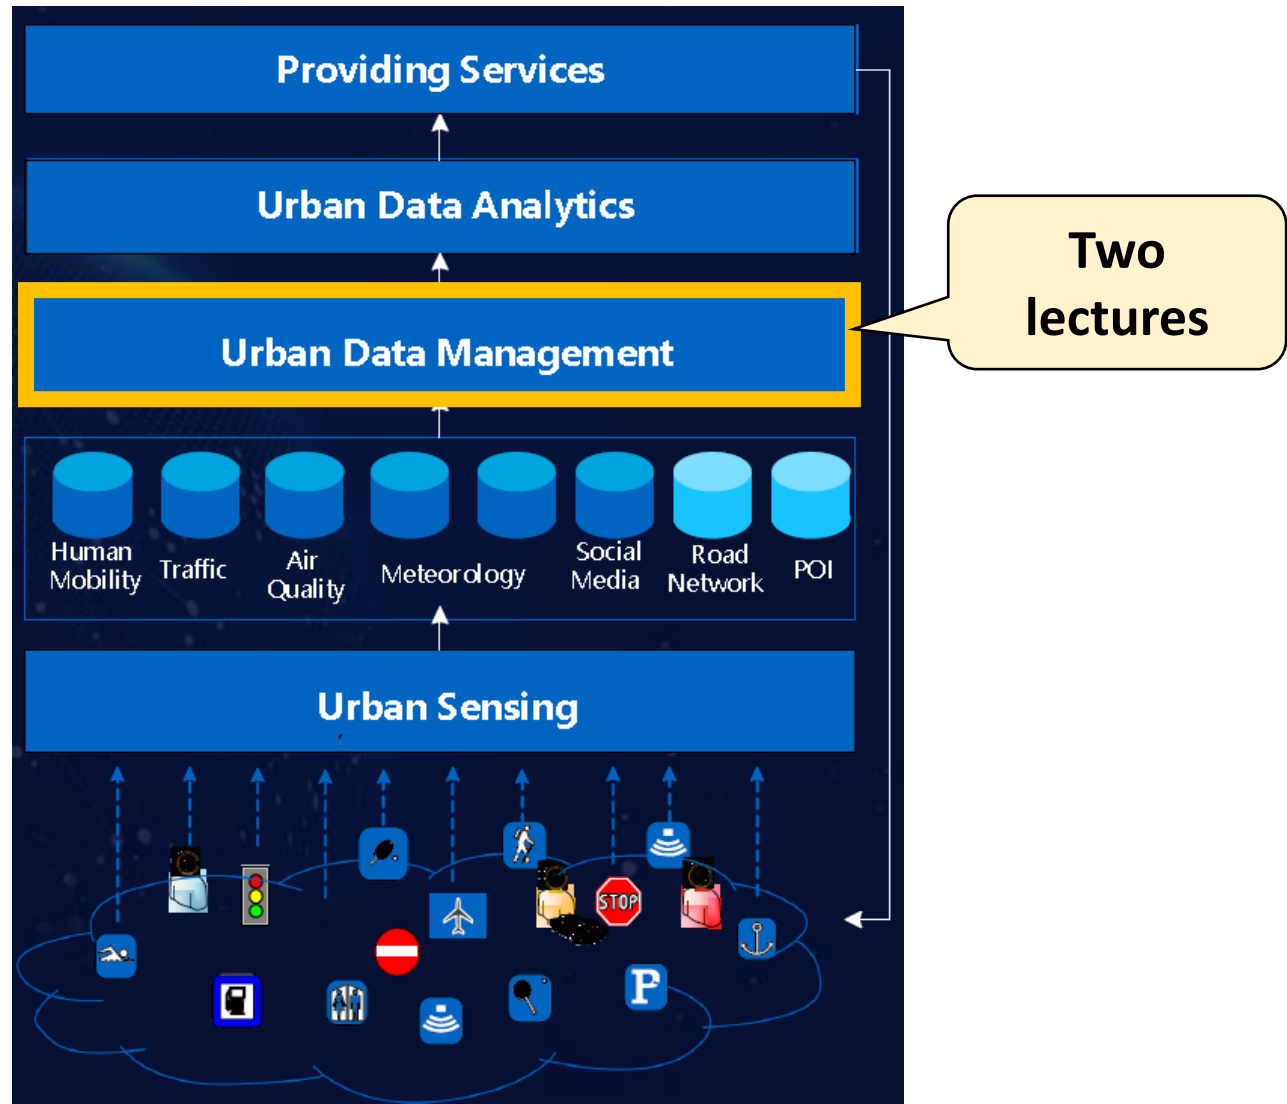 Providing Services
Urban Data Analytics
Two
lectures
Urban Data Management
Human
Mobility
Traffic
Air
Quality
Meteorology
Social
Media
Road
Network
POI
Urban Sensing
STOP
P